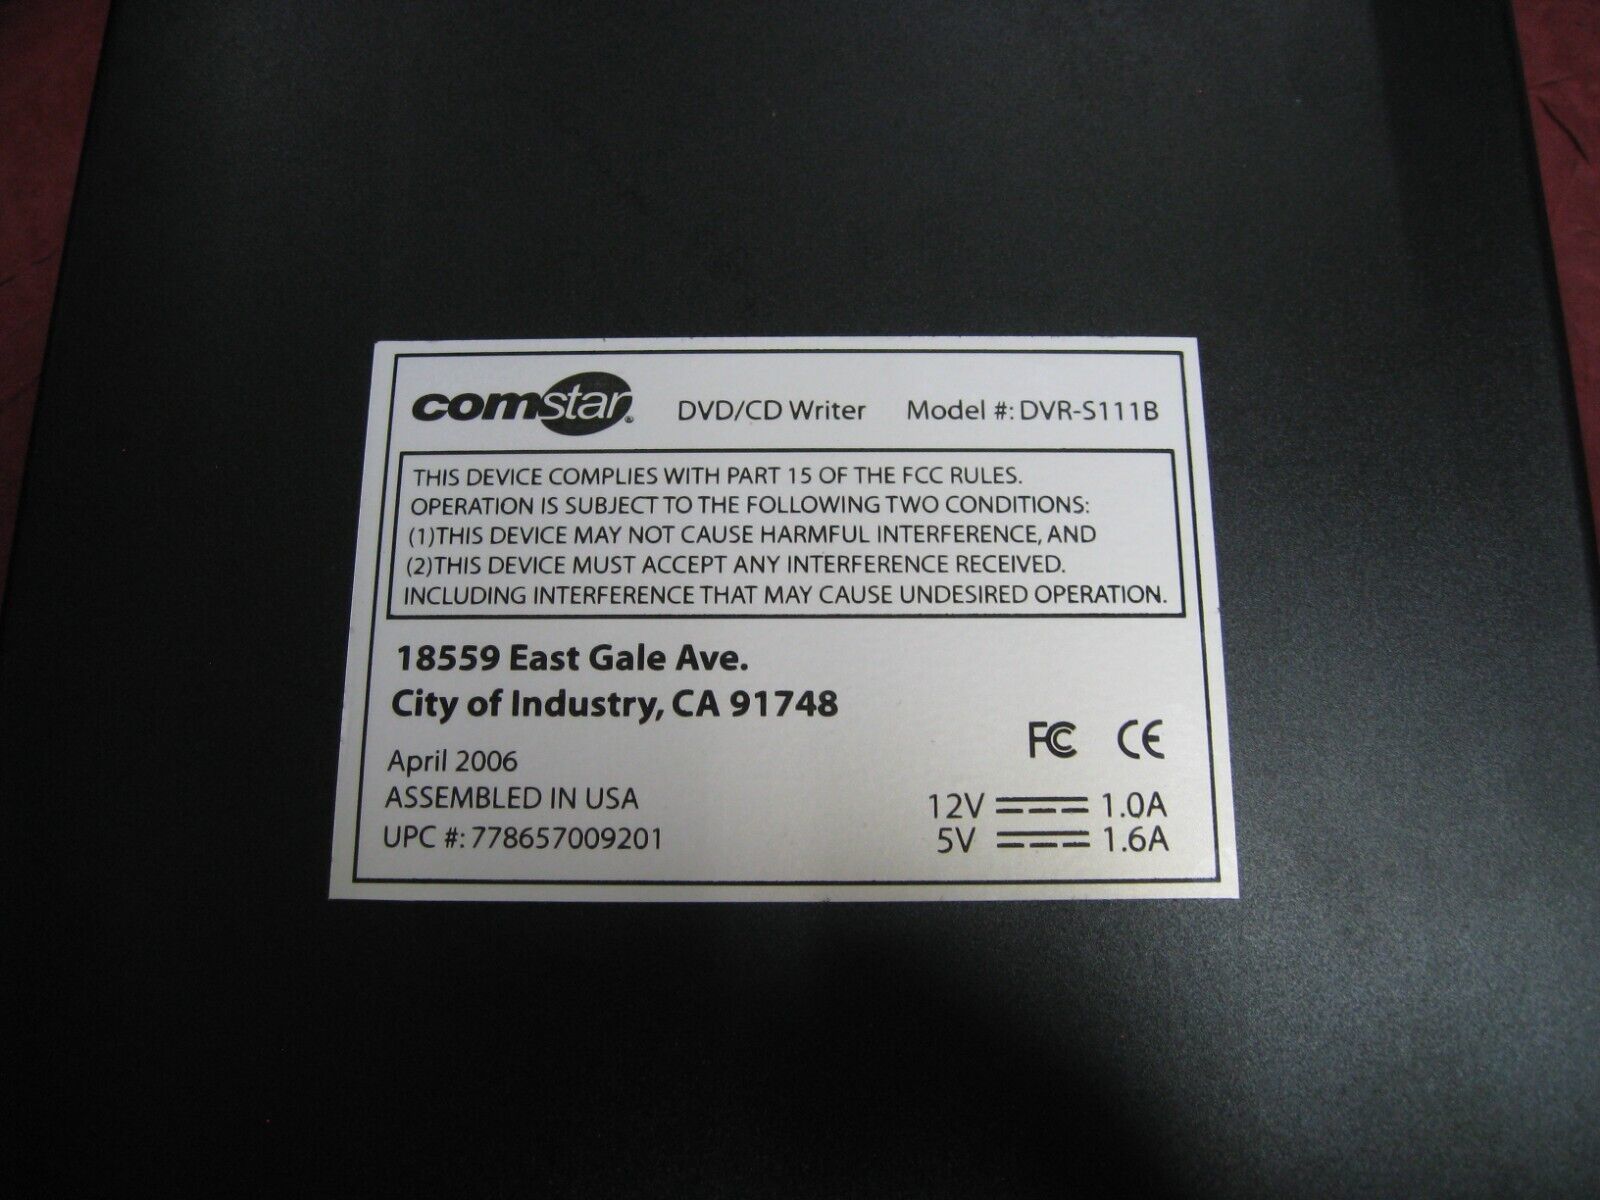 comstar® DVD/CD Writer Model #: DVR-S111B
THIS DEVICE COMPLIES WITH PART 15 OF THE FCC RULES.
OPERATION IS SUBJECT TO THE FOLLOWING TWO CONDITIONS:
(1)THIS DEVICE MAY NOT CAUSE HARMFUL INTERFERENCE, AND
(2)THIS DEVICE MUST ACCEPT ANY INTERFERENCE RECEIVED.
INCLUDING INTERFERENCE THAT MAY CAUSE UNDESIRED OPERATION.
18559 East Gale Ave.
City of Industry, CA 91748
FC CE
April 2006
ASSEMBLED IN USA
UPC #: 778657009201
12V 1.0A
5V 1.6A